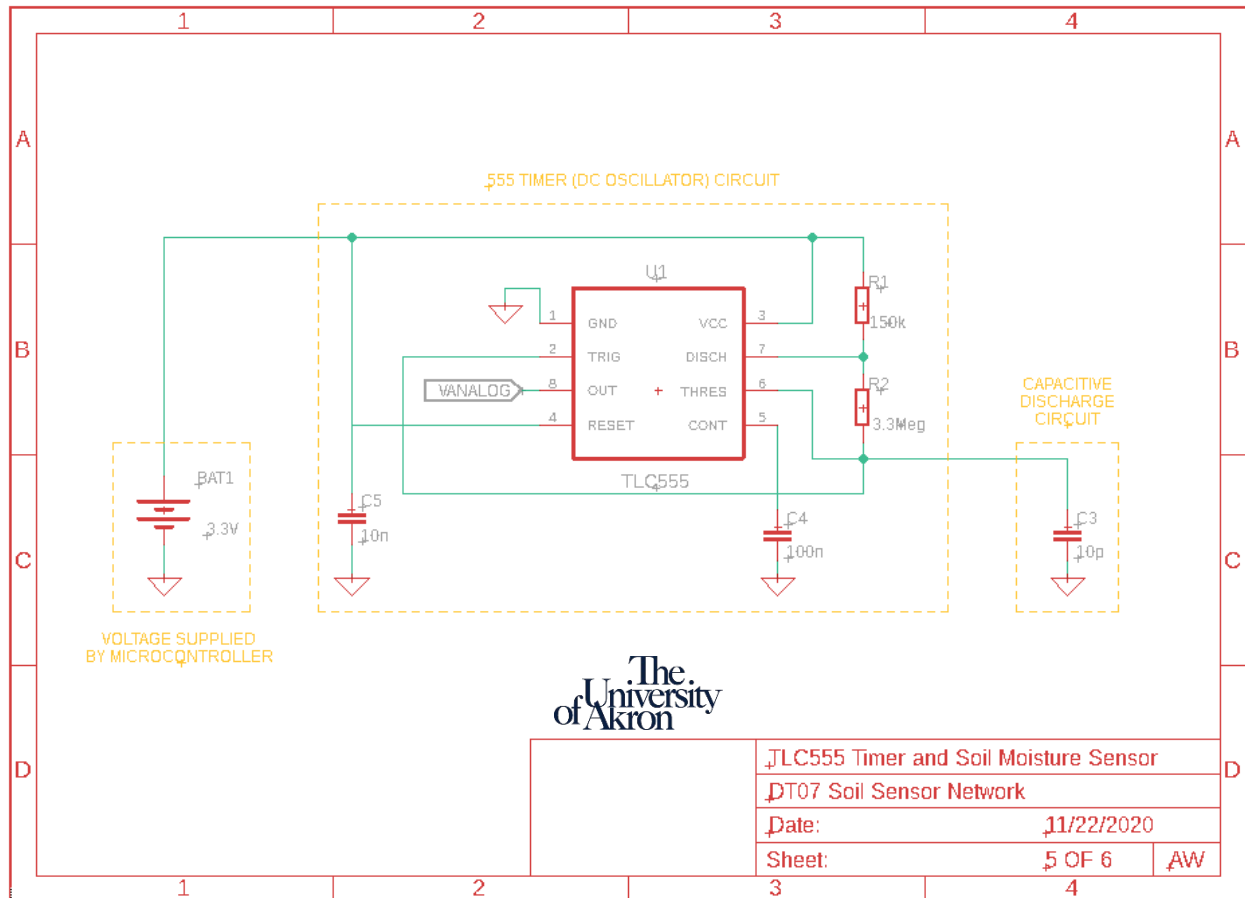 1 2 3 4
A A
555 TIMER (DC OSCILLATOR) CIRCUIT
U1
R1
1 GND VCC 3
150k
B B
2 TRIG DISCH 7
R2
CAPACITIVE
DISCHARGE
CIRCUIT
VANALOG 8 OUT THRES 6
3.3Meg
4 RESET CONT 5
TLC555
BAT1
3.3V
C5
10n
C4
100n
C3
10p
C C
VOLTAGE SUPPLIED
BY MICROCONTROLLER
The
University
of Akron
D D
TLC555 Timer and Soil Moisture Sensor
DT07 Soil Sensor Network
Date: 11/22/2020
Sheet: 5 OF 6 AW
1 2 3 4